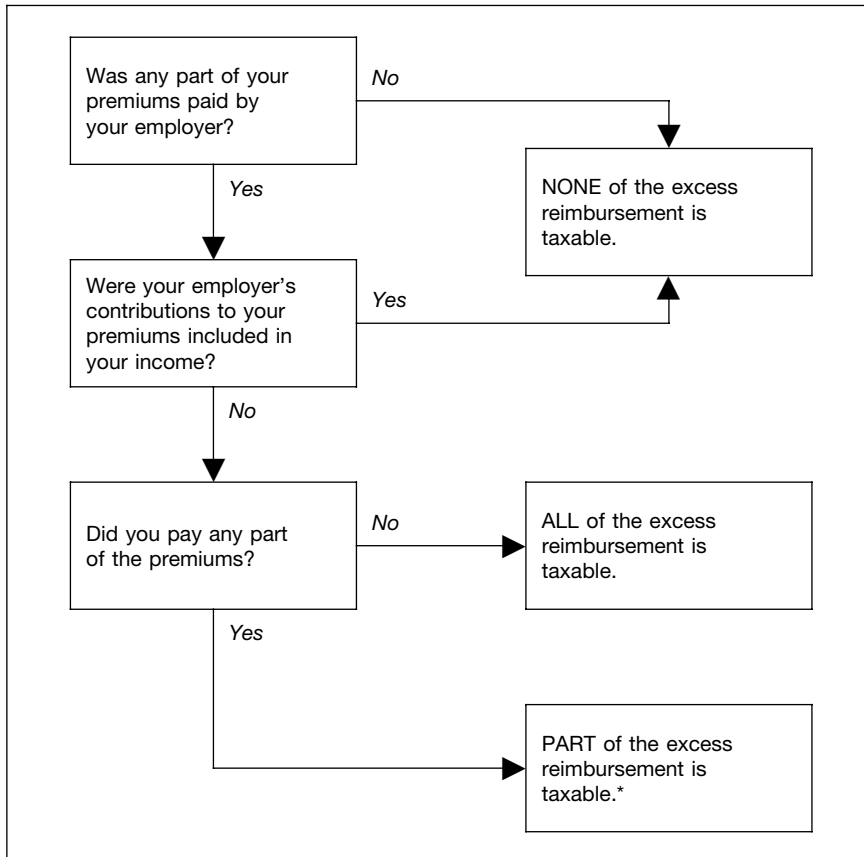 Was any part of your
premiums paid by
your employer?
No
Yes
NONE of the excess
reimbursement is
taxable.
Were your employer’s
contributions to your
premiums included in
your income?
Yes
No
Did you pay any part
of the premiums?
No
ALL of the excess
reimbursement is
taxable.
Yes
PART of the excess
reimbursement is
taxable.*